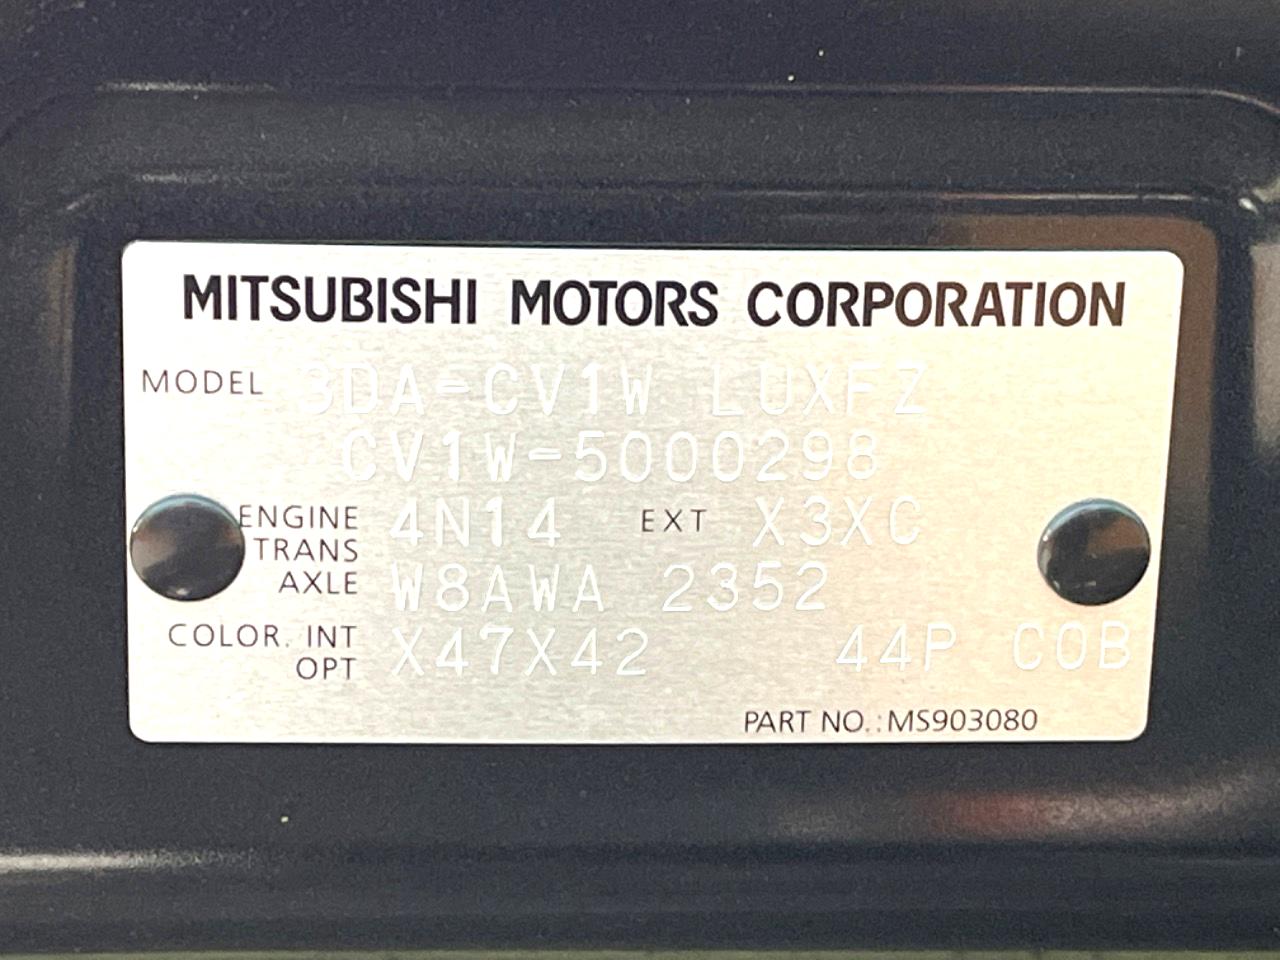 MITSUBISHI MOTORS CORPORATION
MODEL 3DA-CV1W LUXFZ
CV1W-5000298
ENGINE 4N14 EXT X3XC
TRANS
AXLE W8AWA 2352
COLOR. INT
OPT X47X42 44P C0B
PART NO.:MS903080